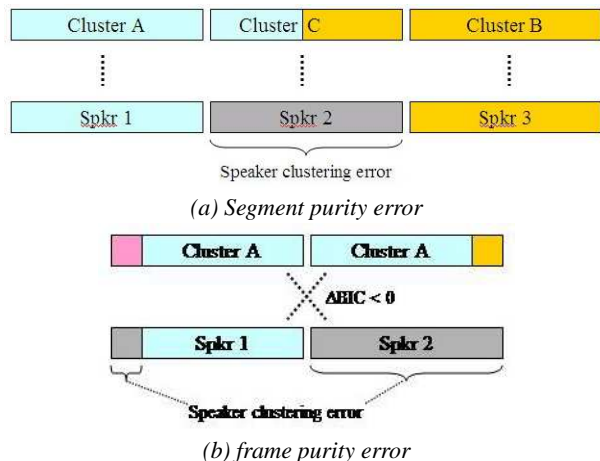 Cluster A Cluster C Cluster B
Spkr 1 Spkr 2 Spkr 3
Speaker clustering error
(a) Segment purity error
Cluster A Cluster A
ΔBIC < 0
Spkr 1 Spkr 2
Speaker clustering error
(b) frame purity error